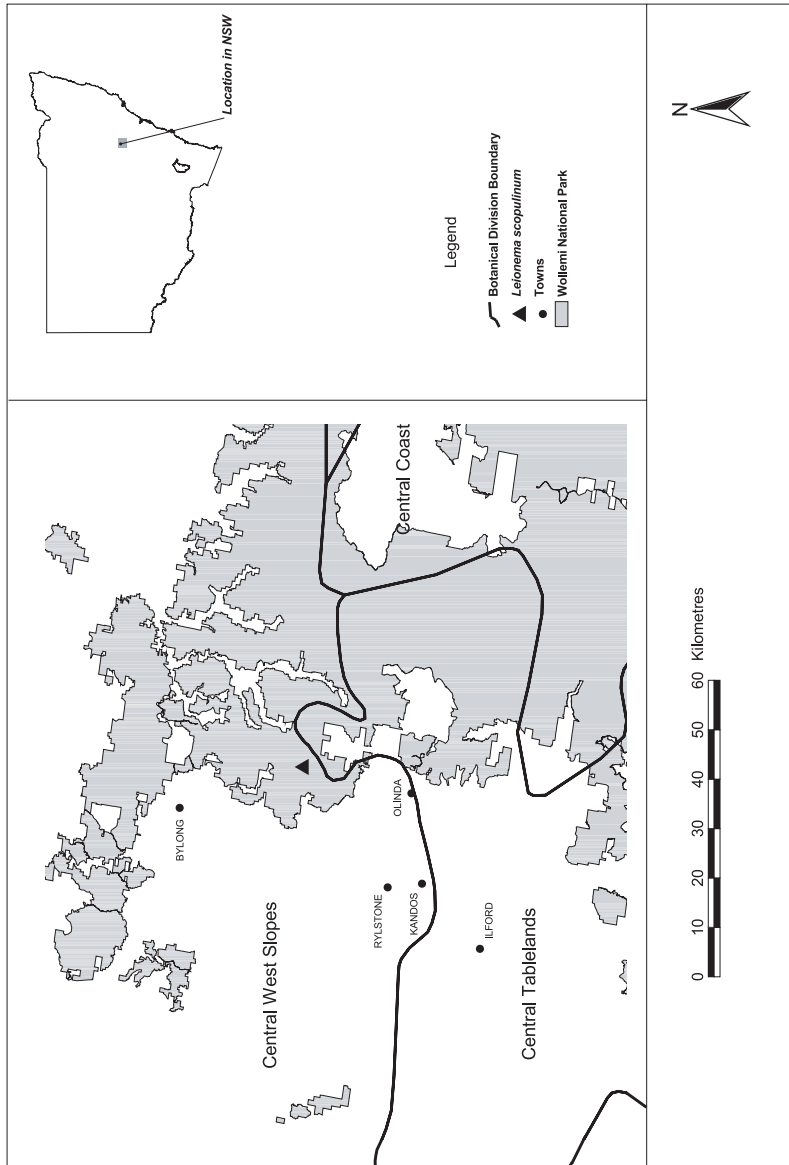 Location in NSW
Legend
Botanical Division Boundary
Leionema scopulinum
Towns
Wollemi National Park
N
Central West Slopes
Central Coast
Central Tablelands
BYLONG
OLINDA
RYLSTONE
KANDOS
ILFORD
0 10 20 30 40 50 60 Kilometres